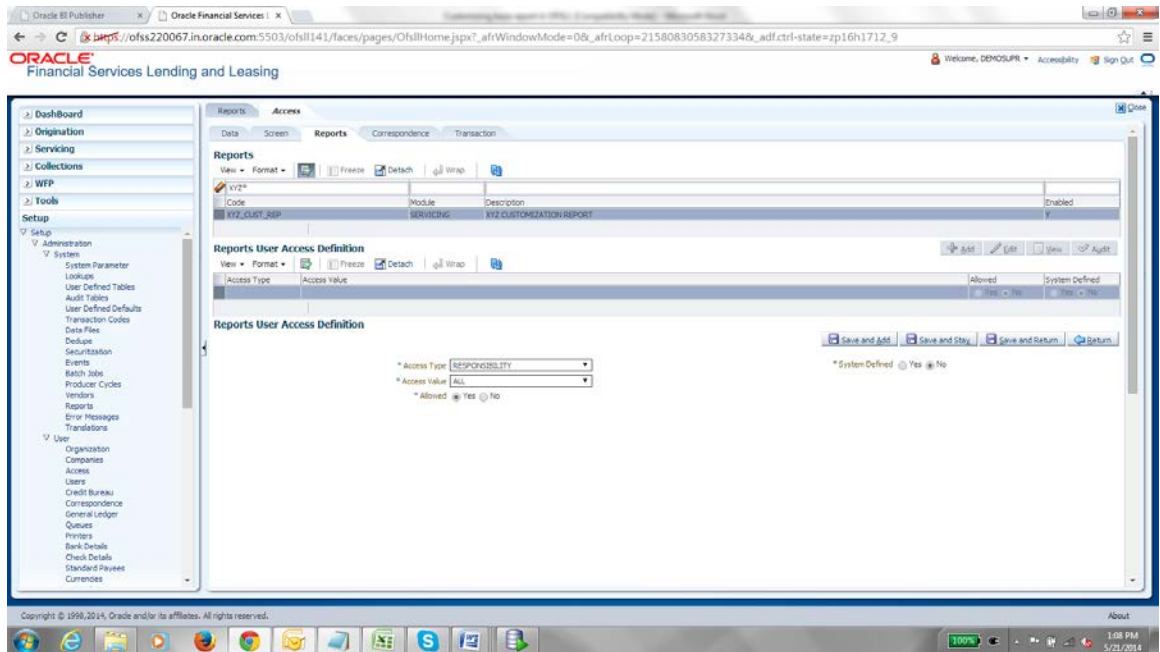 Oracle BI Publisher
Oracle Financial Services L
https://ofss220067.in.oracle.com:5503/ofsll141/faces/pages/OfsllHome.jspx?_afrWindowMode=0&_afrLoop=21580830583273348&_adf.ctrl-state=zp16h1712_9
ORACLE
Financial Services Lending and Leasing
Welcome, DEMOSUPR
Accessibility
Sign Out
DashBoard
Origination
Servicing
Collections
WFP
Tools
Setup
Setup
Administration
System
System Parameter
Lookups
User Defined Tables
Audit Tables
User Defined Defaults
Transaction Codes
Data Files
Dedupe
Securitization
Events
Batch Jobs
Producer Cycles
Vendors
Reports
Error Messages
Translations
User
Organization
Companies
Access
Users
Credit Bureau
Correspondence
General Ledger
Queues
Printers
Bank Details
Check Details
Standard Payees
Currencies
Reports Access
Close
Data Screen Reports Correspondence Transaction
Reports
View Format Freeze Detach Wrap
XYZ*
Code Module Description Enabled
XYZ_CUST_REP SERVICING XYZ CUSTOMIZATION REPORT Y
Reports User Access Definition
Add Edit View Audit
View Format Freeze Detach Wrap
Access Type Access Value Allowed System Defined
Yes No Yes No
Reports User Access Definition
Save and Add Save and Stay Save and Return Return
* Access Type RESPONSIBILITY
* System Defined Yes No
* Access Value ALL
* Allowed Yes No
Copyright © 1998,2014, Oracle and/or its affiliates. All rights reserved.
About
100%
1:08 PM
5/21/2014